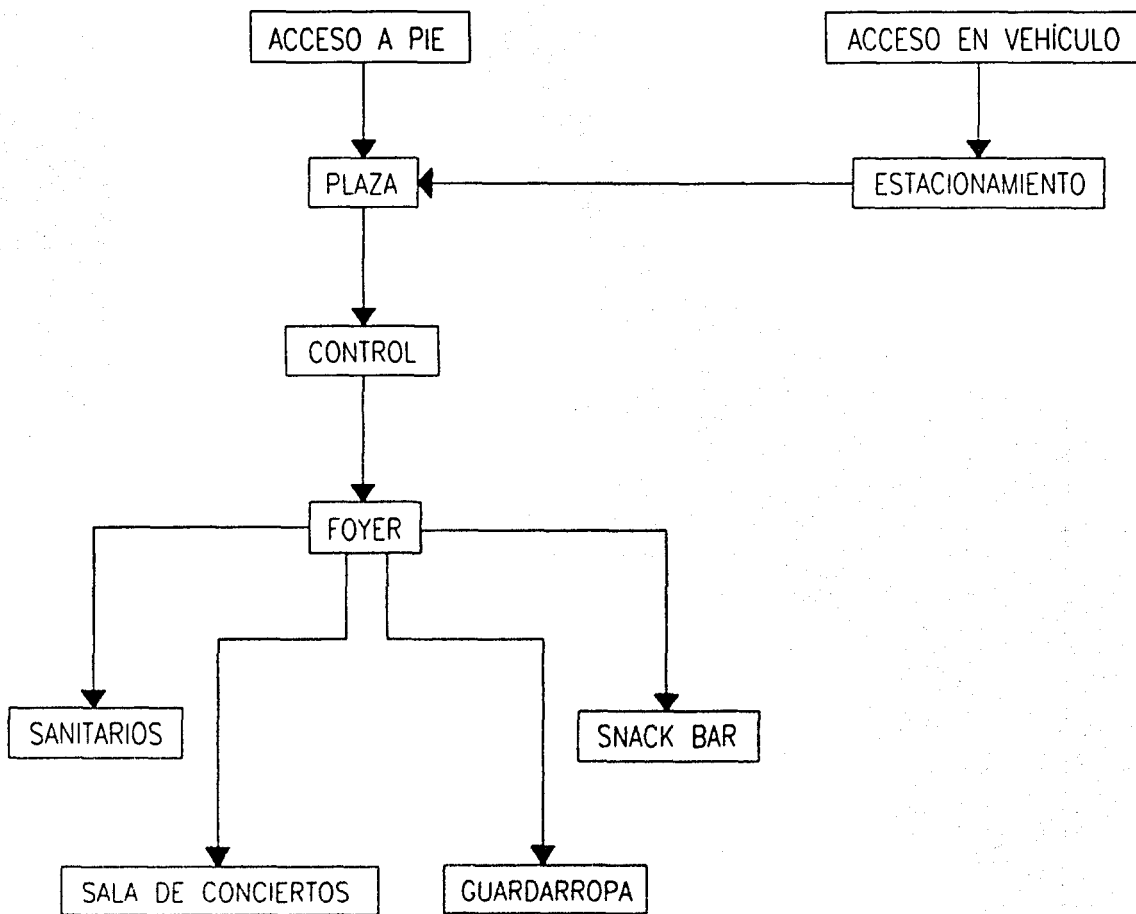 ACCESO A PIE
ACCESO EN VEHÍCULO
PLAZA
ESTACIONAMIENTO
CONTROL
FOYER
SANITARIOS
SNACK BAR
SALA DE CONCIERTOS
GUARDARROPA